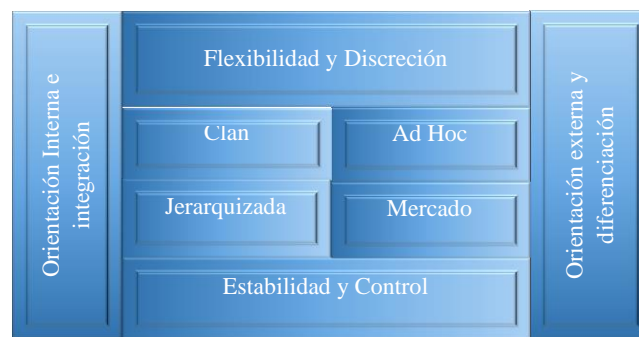 Orientación Interna e
integración
Flexibilidad y Discreción
Clan
Ad Hoc
Jerarquizada
Mercado
Estabilidad y Control
Orientación externa y
diferenciación